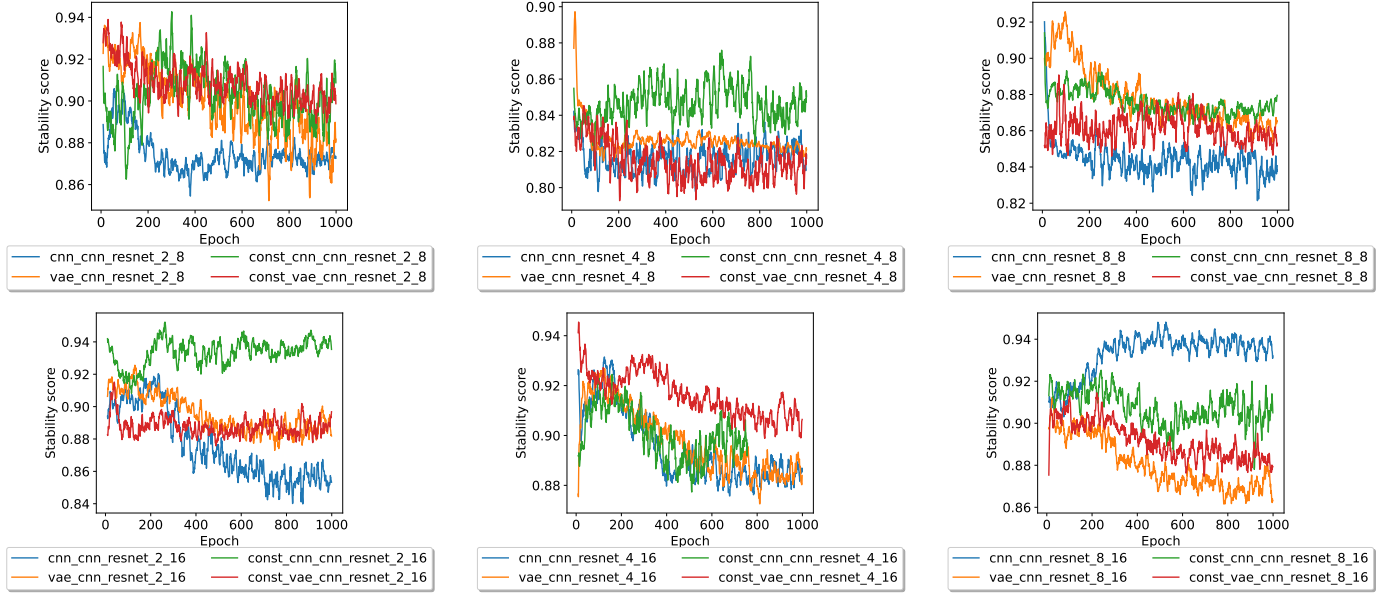 0.94
0.92
0.90
0.88
0.86
Stability score
0 200 400 600 800 1000
Epoch
cnn_cnn_resnet_2_8 const_cnn_cnn_resnet_2_8
vae_cnn_resnet_2_8 const_vae_cnn_resnet_2_8
0.90
0.88
0.86
0.84
0.82
0.80
Stability score
0 200 400 600 800 1000
Epoch
cnn_cnn_resnet_4_8 const_cnn_cnn_resnet_4_8
vae_cnn_resnet_4_8 const_vae_cnn_resnet_4_8
0.92
0.90
0.88
0.86
0.84
0.82
Stability score
0 200 400 600 800 1000
Epoch
cnn_cnn_resnet_8_8 const_cnn_cnn_resnet_8_8
vae_cnn_resnet_8_8 const_vae_cnn_resnet_8_8
0.94
0.92
0.90
0.88
0.86
0.84
Stability score
0 200 400 600 800 1000
Epoch
cnn_cnn_resnet_2_16 const_cnn_cnn_resnet_2_16
vae_cnn_resnet_2_16 const_vae_cnn_resnet_2_16
0.94
0.92
0.90
0.88
Stability score
0 200 400 600 800 1000
Epoch
cnn_cnn_resnet_4_16 const_cnn_cnn_resnet_4_16
vae_cnn_resnet_4_16 const_vae_cnn_resnet_4_16
0.94
0.92
0.90
0.88
0.86
Stability score
0 200 400 600 800 1000
Epoch
cnn_cnn_resnet_8_16 const_cnn_cnn_resnet_8_16
vae_cnn_resnet_8_16 const_vae_cnn_resnet_8_16